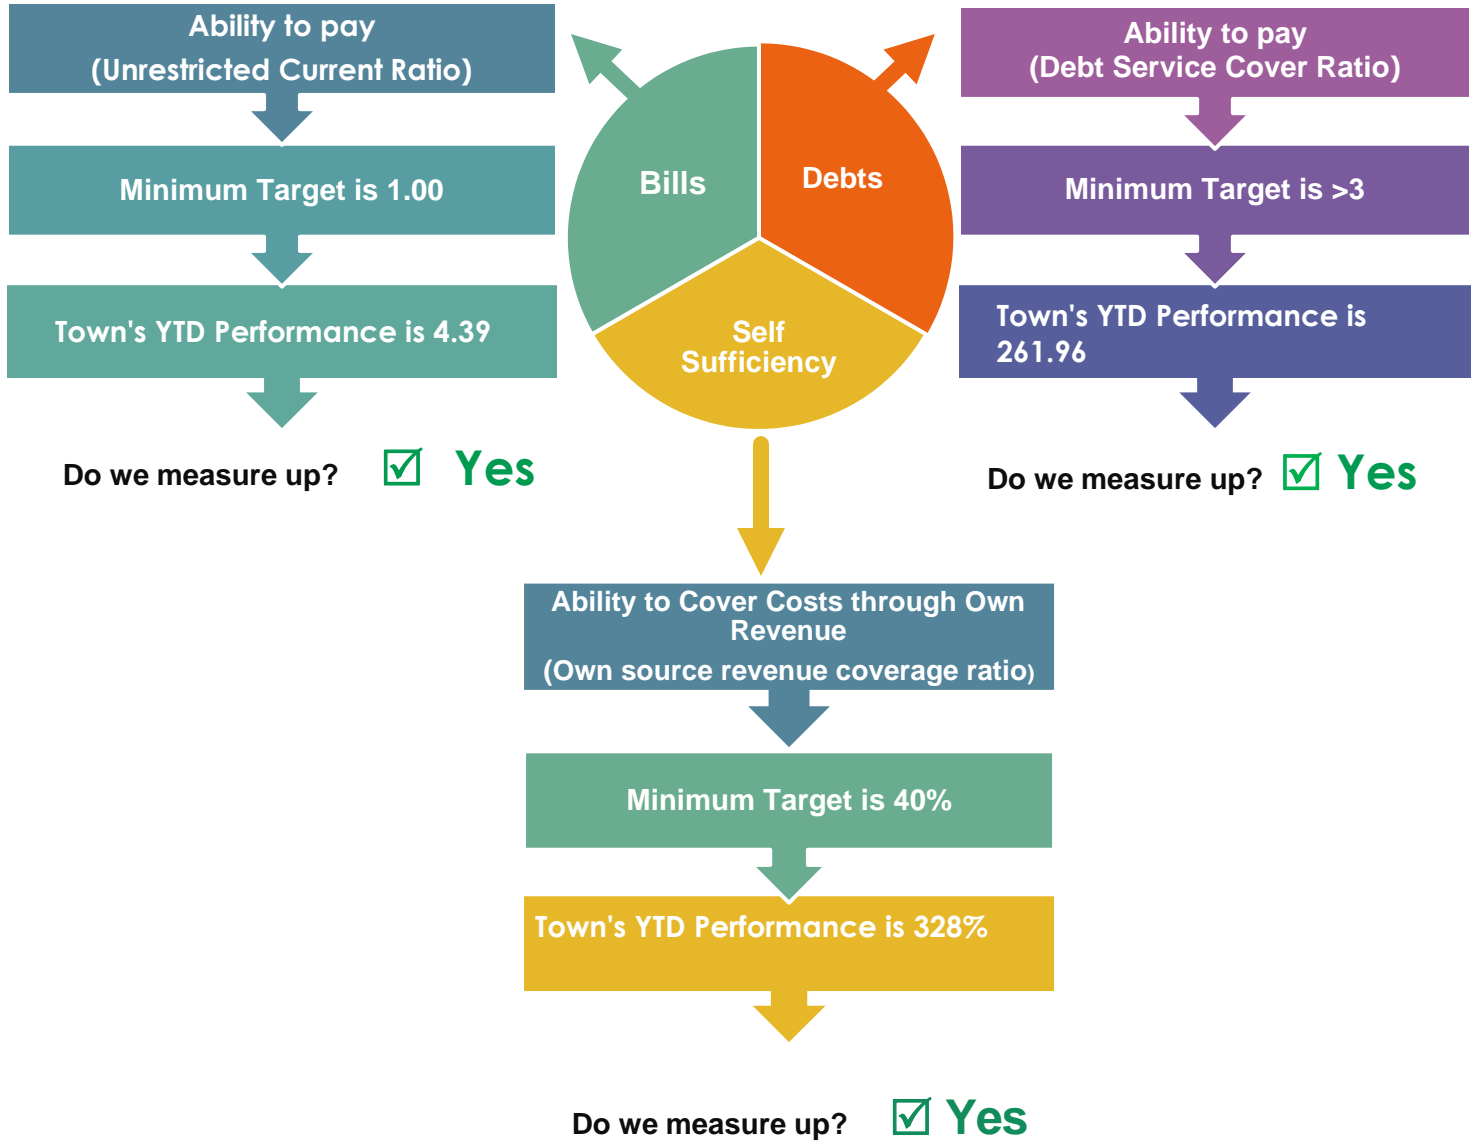 Ability to pay
(Unrestricted Current Ratio)
Minimum Target is 1.00
Town's YTD Performance is 4.39
Do we measure up? ☑ Yes
Bills
Debts
Self
Sufficiency
Ability to pay
(Debt Service Cover Ratio)
Minimum Target is >3
Town's YTD Performance is
261.96
Do we measure up? ☑ Yes
Ability to Cover Costs through Own
Revenue
(Own source revenue coverage ratio)
Minimum Target is 40%
Town's YTD Performance is 328%
Do we measure up? ☑ Yes